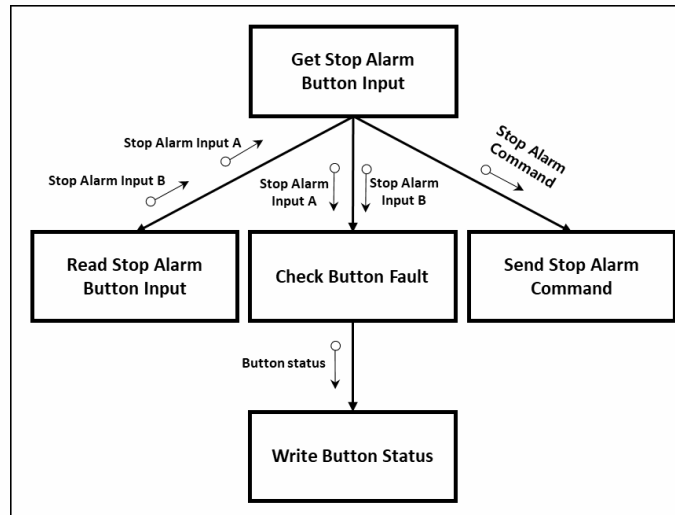 Get Stop Alarm
Button Input
Stop Alarm Input A
Stop Alarm Input B
Stop Alarm
Input A
Stop Alarm
Input B
Stop Alarm
Command
Read Stop Alarm
Button Input
Check Button Fault
Send Stop Alarm
Command
Button status
Write Button Status